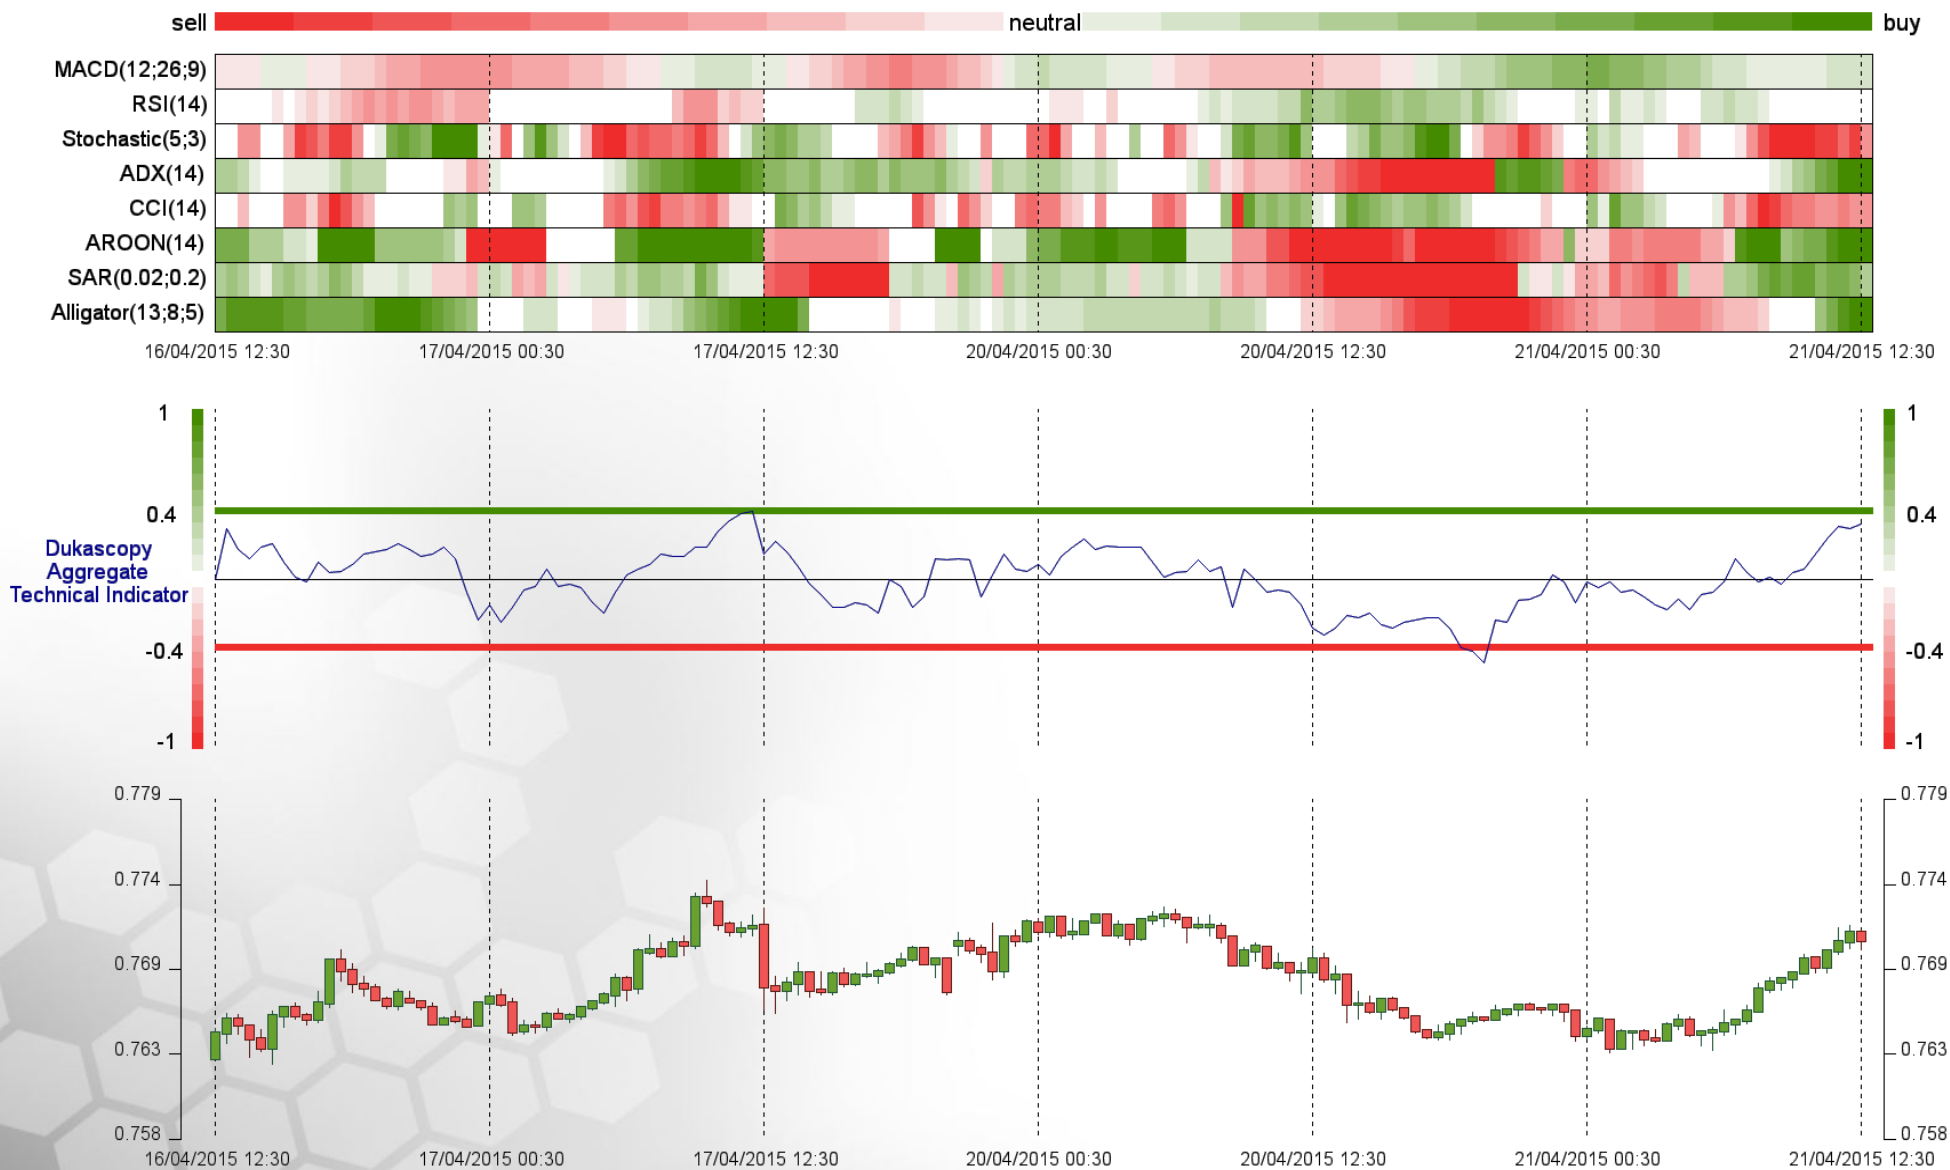 sell neutral buy
MACD(12;26;9)
RSI(14)
Stochastic(5;3)
ADX(14)
CCI(14)
AROON(14)
SAR(0.02;0.2)
Alligator(13;8;5)
16/04/2015 12:30 17/04/2015 00:30 17/04/2015 12:30 20/04/2015 00:30 20/04/2015 12:30 21/04/2015 00:30 21/04/2015 12:30
1 1
0.4 0.4
Dukascopy
Aggregate
Technical Indicator
-0.4 -0.4
-1 -1
0.779 0.779
0.774 0.774
0.769 0.769
0.763 0.763
0.758 0.758
16/04/2015 12:30 17/04/2015 00:30 17/04/2015 12:30 20/04/2015 00:30 20/04/2015 12:30 21/04/2015 00:30 21/04/2015 12:30